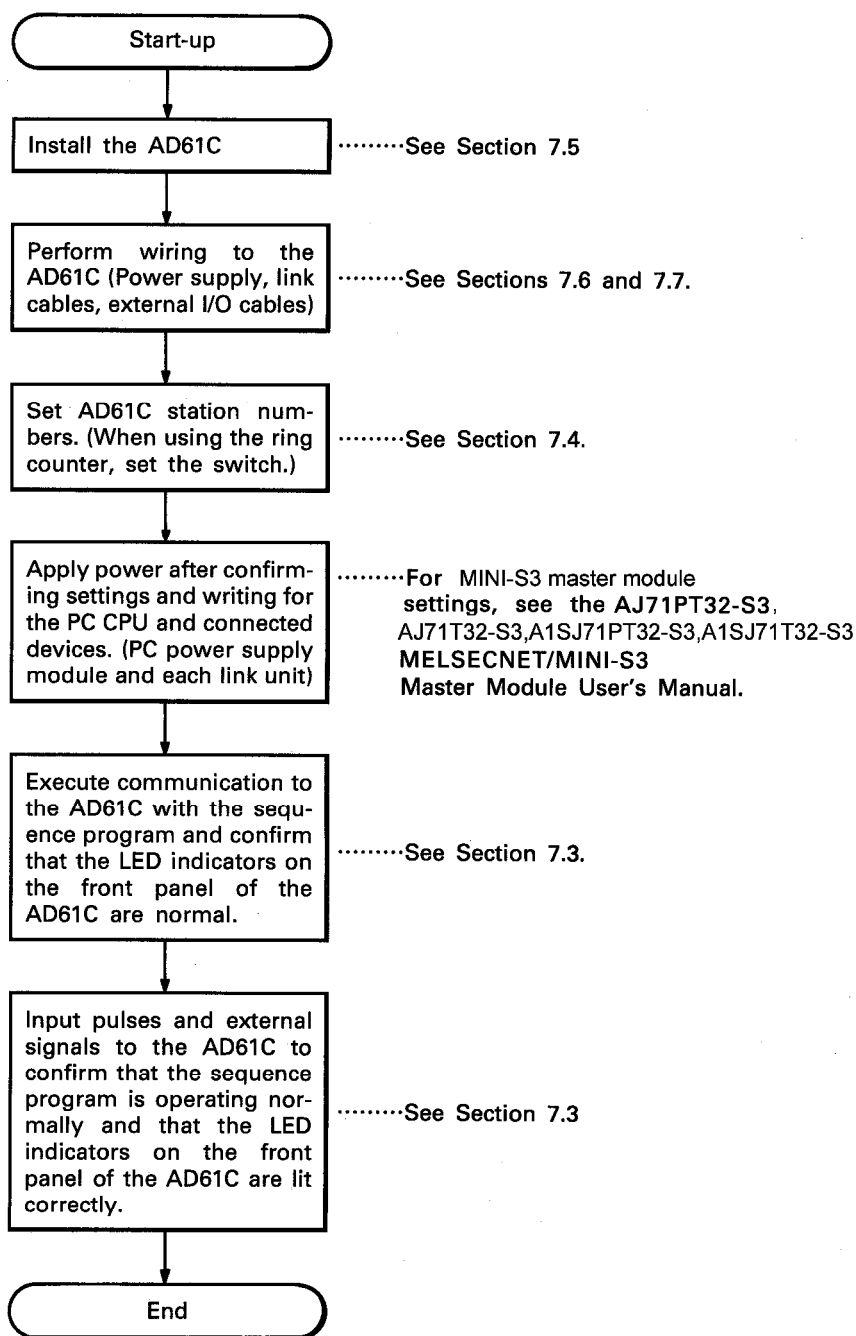 Start-up
Install the AD61C
·········See Section 7.5
Perform wiring to the
AD61C (Power supply, link
cables, external I/O cables)
·········See Sections 7.6 and 7.7.
Set AD61C station num-
bers. (When using the ring
counter, set the switch.)
·········See Section 7.4.
Apply power after confirm-
ing settings and writing for
the PC CPU and connected
devices. (PC power supply
module and each link unit)
·········For MINI-S3 master module
settings, see the AJ71PT32-S3,
AJ71T32-S3,A1SJ71PT32-S3,A1SJ71T32-S3
MELSECNET/MINI-S3
Master Module User's Manual.
Execute communication to
the AD61C with the sequ-
ence program and confirm
that the LED indicators on
the front panel of the
AD61C are normal.
·········See Section 7.3.
Input pulses and external
signals to the AD61C to
confirm that the sequence
program is operating nor-
mally and that the LED
indicators on the front
panel of the AD61C are lit
correctly.
·········See Section 7.3
End